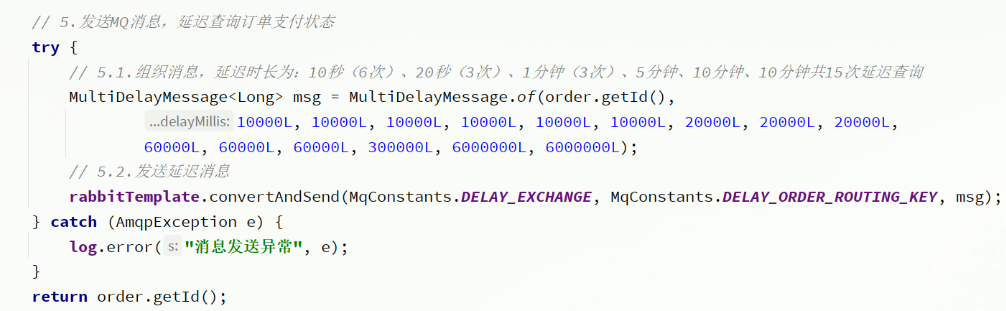 // 5.发送MQ消息，延迟查询订单支付状态
try {
// 5.1.组织消息，延迟时长为：10秒（6次）、20秒（3次）、1分钟（3次）、5分钟、10分钟、10分钟共15次延迟查询
MultiDelayMessage<Long> msg = MultiDelayMessage.of(order.getId(),
...delayMillis: 10000L, 10000L, 10000L, 10000L, 10000L, 10000L, 20000L, 20000L, 20000L,
60000L, 60000L, 60000L, 300000L, 6000000L, 6000000L);
// 5.2.发送延迟消息
rabbitTemplate.convertAndSend(MqConstants.DELAY_EXCHANGE, MqConstants.DELAY_ORDER_ROUTING_KEY, msg);
} catch (AmqpException e) {
log.error( s: "消息发送异常", e);
}
return order.getId();